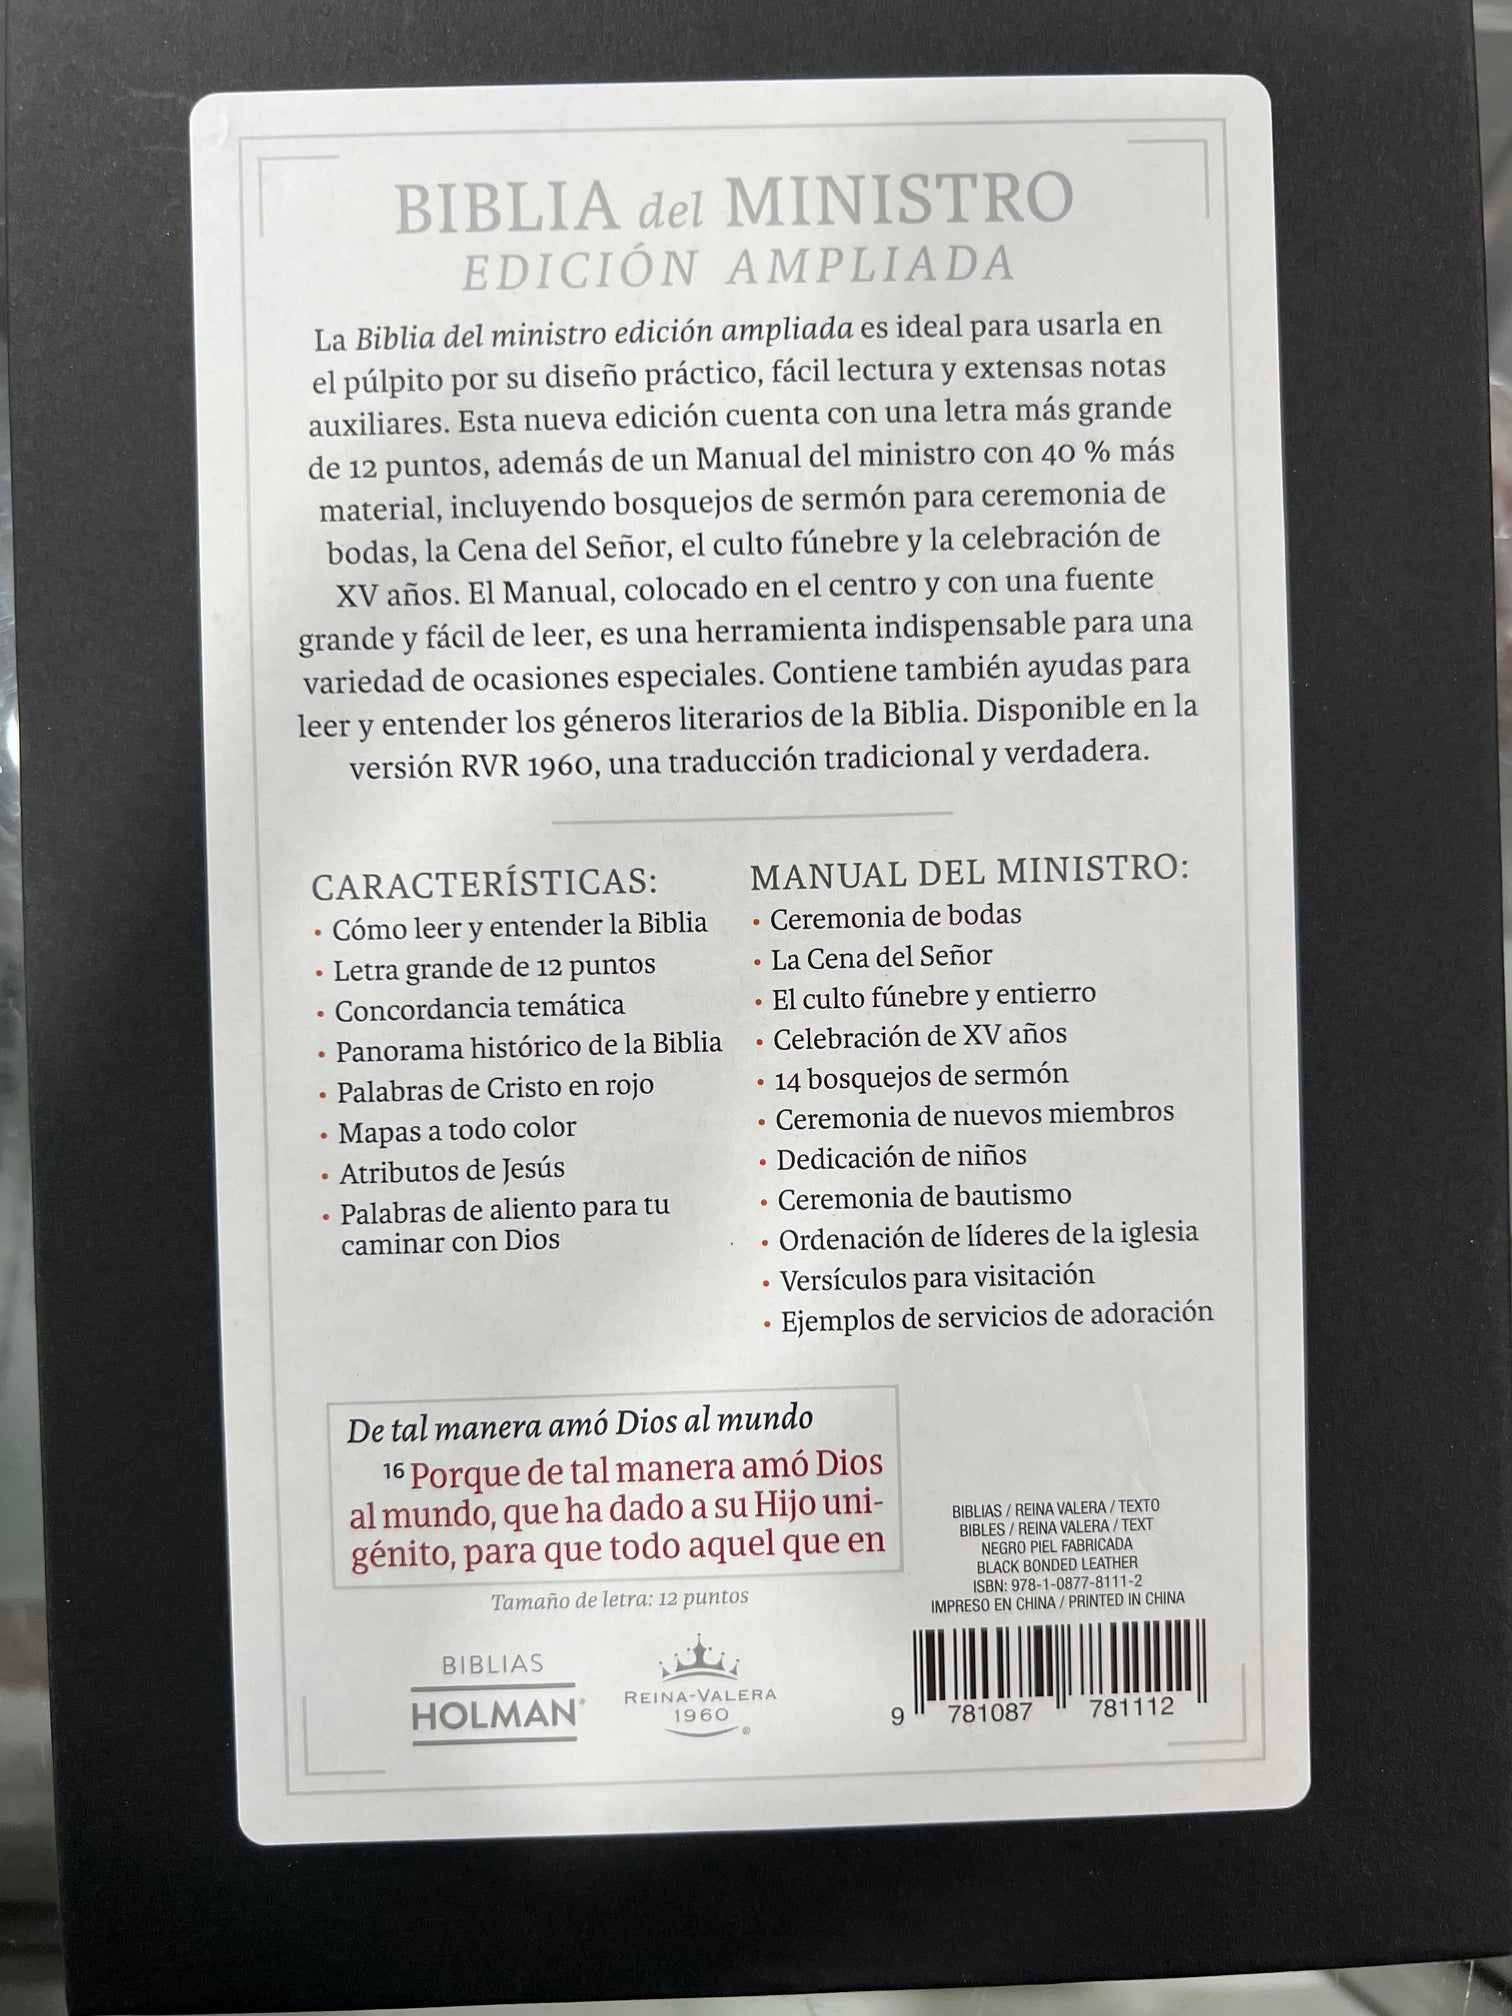 BIBLIA del MINISTRO
EDICIÓN AMPLIADA
La Biblia del ministro edición ampliada es ideal para usarla en
el púlpito por su diseño práctico, fácil lectura y extensas notas
auxiliares. Esta nueva edición cuenta con una letra más grande
de 12 puntos, además de un Manual del ministro con 40 % más
material, incluyendo bosquejos de sermón para ceremonia de
bodas, la Cena del Señor, el culto fúnebre y la celebración de
XV años. El Manual, colocado en el centro y con una fuente
grande y fácil de leer, es una herramienta indispensable para una
variedad de ocasiones especiales. Contiene también ayudas para
leer y entender los géneros literarios de la Biblia. Disponible en la
versión RVR 1960, una traducción tradicional y verdadera.
CARACTERÍSTICAS:
• Cómo leer y entender la Biblia
• Letra grande de 12 puntos
• Concordancia temática
• Panorama histórico de la Biblia
• Palabras de Cristo en rojo
• Mapas a todo color
• Atributos de Jesús
• Palabras de aliento para tu
caminar con Dios
MANUAL DEL MINISTRO:
• Ceremonia de bodas
• La Cena del Señor
• El culto fúnebre y entierro
• Celebración de XV años
• 14 bosquejos de sermón
• Ceremonia de nuevos miembros
• Dedicación de niños
• Ceremonia de bautismo
• Ordenación de líderes de la iglesia
• Versículos para visitación
• Ejemplos de servicios de adoración
De tal manera amó Dios al mundo
16 Porque de tal manera amó Dios
al mundo, que ha dado a su Hijo uni-
génito, para que todo aquel que en
Tamaño de letra: 12 puntos
BIBLIAS
HOLMAN®
REINA-VALERA
1960
®
BIBLIAS / REINA VALERA / TEXTO
BIBLES / REINA VALERA / TEXT
NEGRO PIEL FABRICADA
BLACK BONDED LEATHER
ISBN: 978-1-0877-8111-2
IMPRESO EN CHINA / PRINTED IN CHINA
9 781087 781112